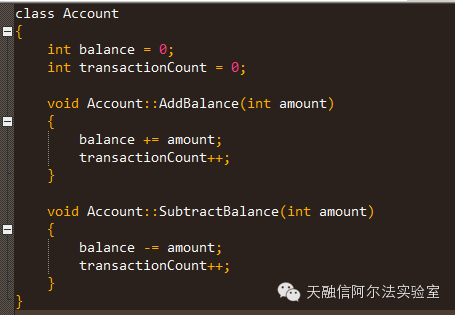 class Account
{
    int balance = 0;
    int transactionCount = 0;

    void Account::AddBalance(int amount)
    {
        balance += amount;
        transactionCount++;
    }

    void Account::SubtractBalance(int amount)
    {
        balance -= amount;
        transactionCount++;
    }
}
天融信阿尔法实验室